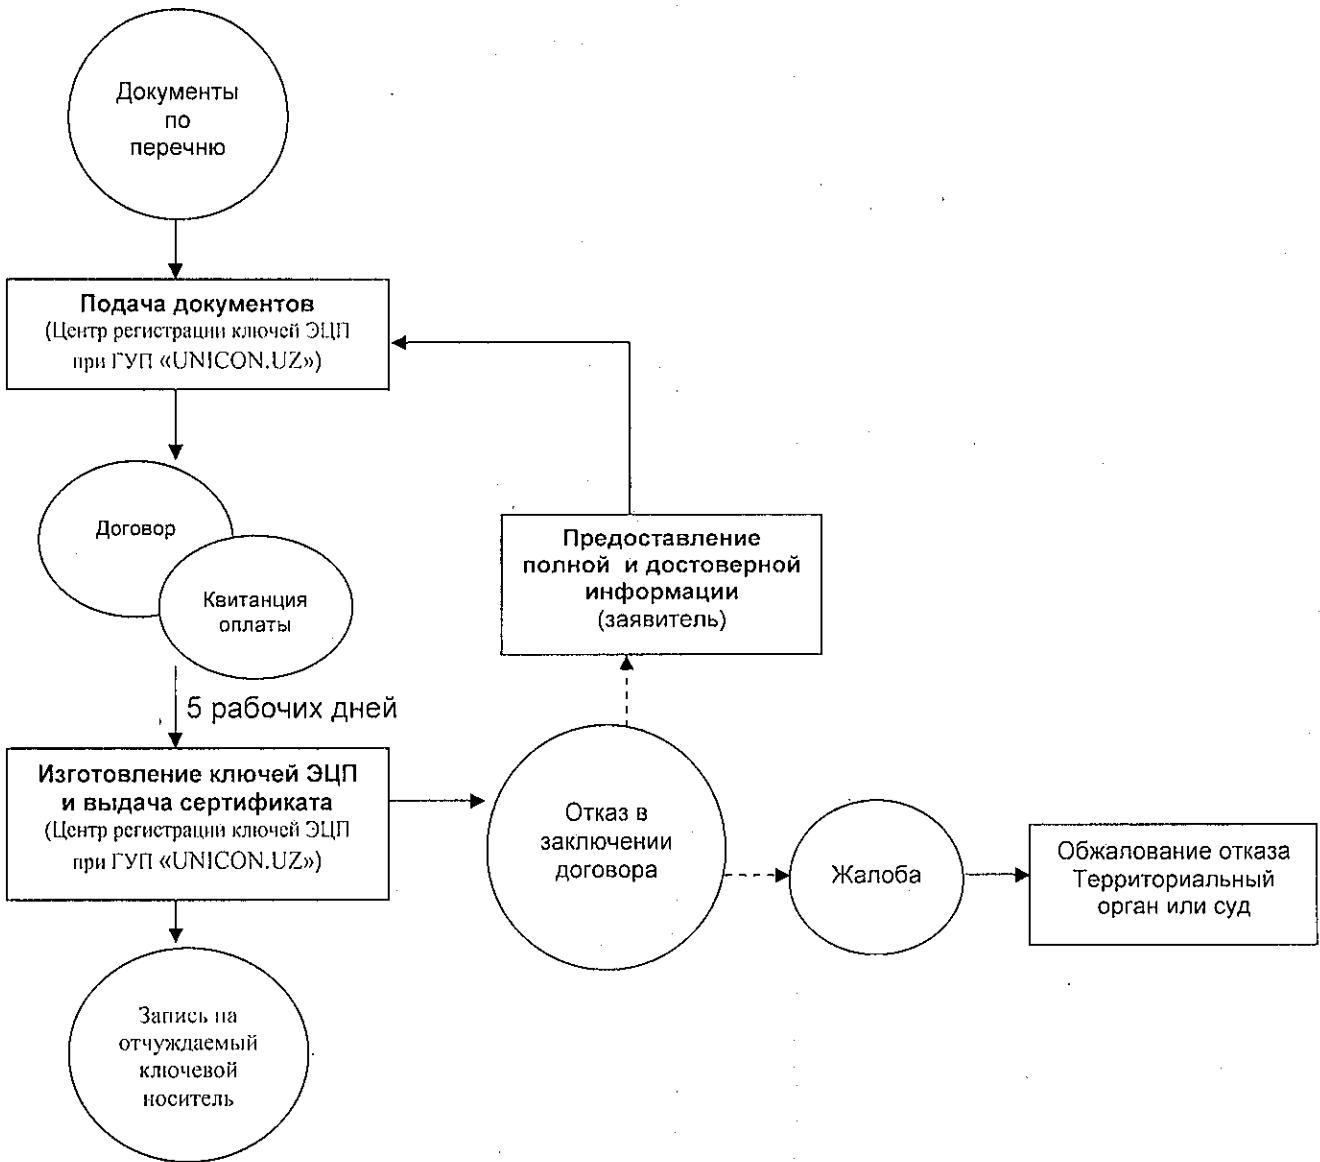 Документы
по
перечню
Подача документов
(Центр регистрации ключей ЭЦП
при ГУП «UNICON.UZ»)
Договор
Квитанция
оплаты
Предоставление
полной и достоверной
информации
(заявитель)
5 рабочих дней
Изготовление ключей ЭЦП
и выдача сертификата
(Центр регистрации ключей ЭЦП
при ГУП «UNICON.UZ»)
Отказ в
заключении
договора
Жалоба
Обжалование отказа
Территориальный
орган или суд
Запись на
отчуждаемый
ключевой
носитель